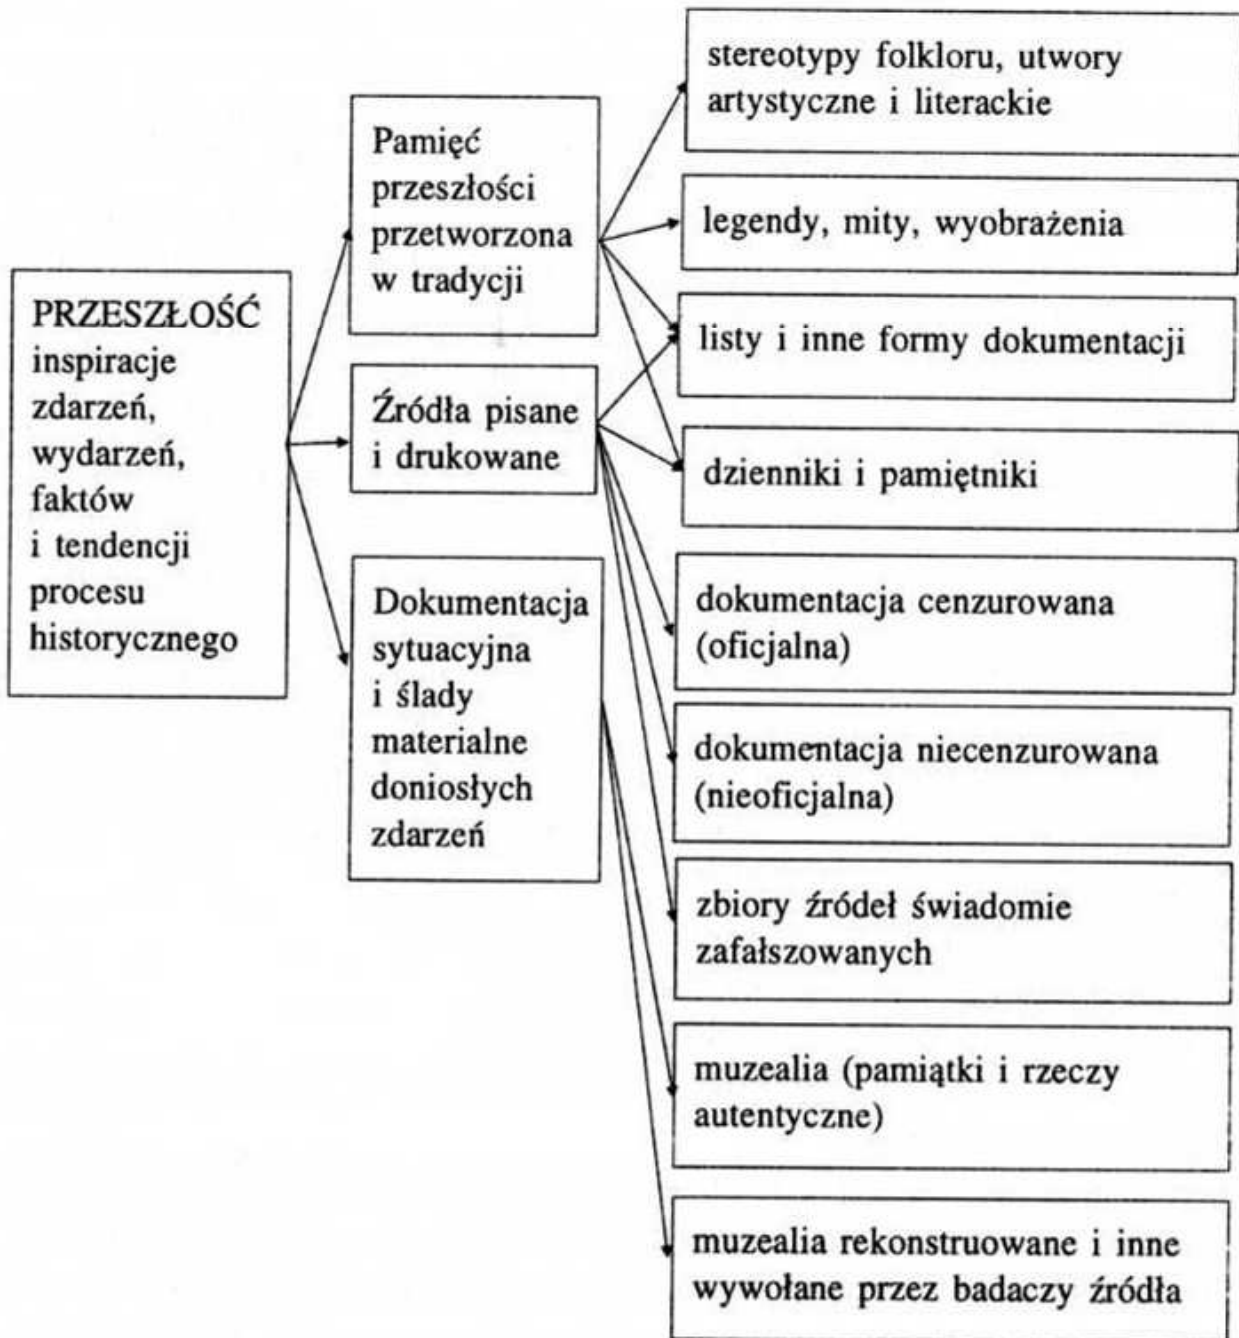 PRZESZŁOŚĆ
inspiracje
zdarzeń,
wydarzeń,
faktów
i tendencji
procesu
historycznego
Pamięć
przeszłości
przetworzona
w tradycji
Źródła pisane
i drukowane
Dokumentacja
sytuacyjna
i ślady
materialne
doniosłych
zdarzeń
stereotypy folkloru, utwory
artystyczne i literackie
legendy, mity, wyobrażenia
listy i inne formy dokumentacji
dzienniki i pamiętniki
dokumentacja cenzurowana
(oficjalna)
dokumentacja niecenzurowana
(nieoficjalna)
zbiory źródeł świadomie
zafałszowanych
muzealia (pamiątki i rzeczy
autentyczne)
muzealia rekonstruowane i inne
wywołane przez badaczy źródła